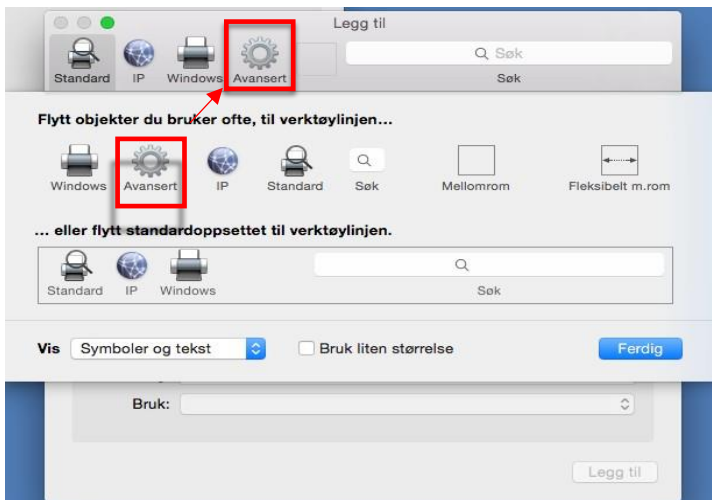 Legg til
Søk
Standard IP Windows Avansert Søk
Flytt objekter du bruker ofte, til verktøylinjen...
Windows Avansert IP Standard Søk Mellomrom Fleksibelt m.rom
... eller flytt standardoppsettet til verktøylinjen.
Standard IP Windows Søk
Vis Symboler og tekst Bruk liten størrelse Ferdig
Bruk:
Legg til